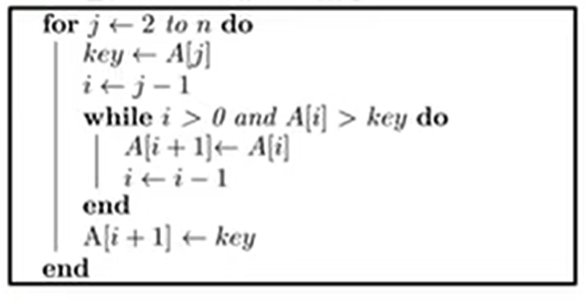 for j ← 2 to n do
key ← A[j]
i ← j − 1
while i > 0 and A[i] > key do
A[i + 1]← A[i]
i ← i − 1
end
A[i + 1] ← key
end